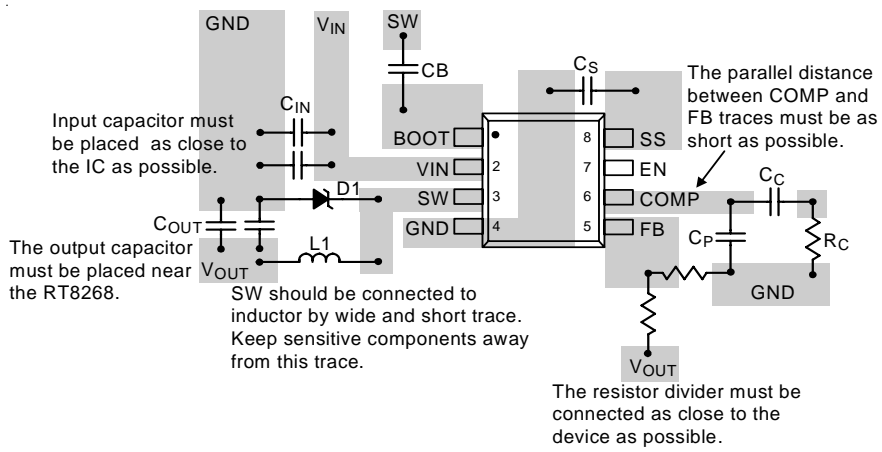 GND
VIN
SW
CB
CS
The parallel distance
between COMP and
FB traces must be as
short as possible.
Input capacitor must
be placed as close to
the IC as possible.
CIN
BOOT
8
SS
VIN
2
7
EN
D1
SW
3
6
COMP
CC
COUT
GND
4
5
FB
CP
RC
The output capacitor
must be placed near
the RT8268.
VOUT
L1
GND
SW should be connected to
inductor by wide and short trace.
Keep sensitive components away
from this trace.
VOUT
The resistor divider must be
connected as close to the
device as possible.